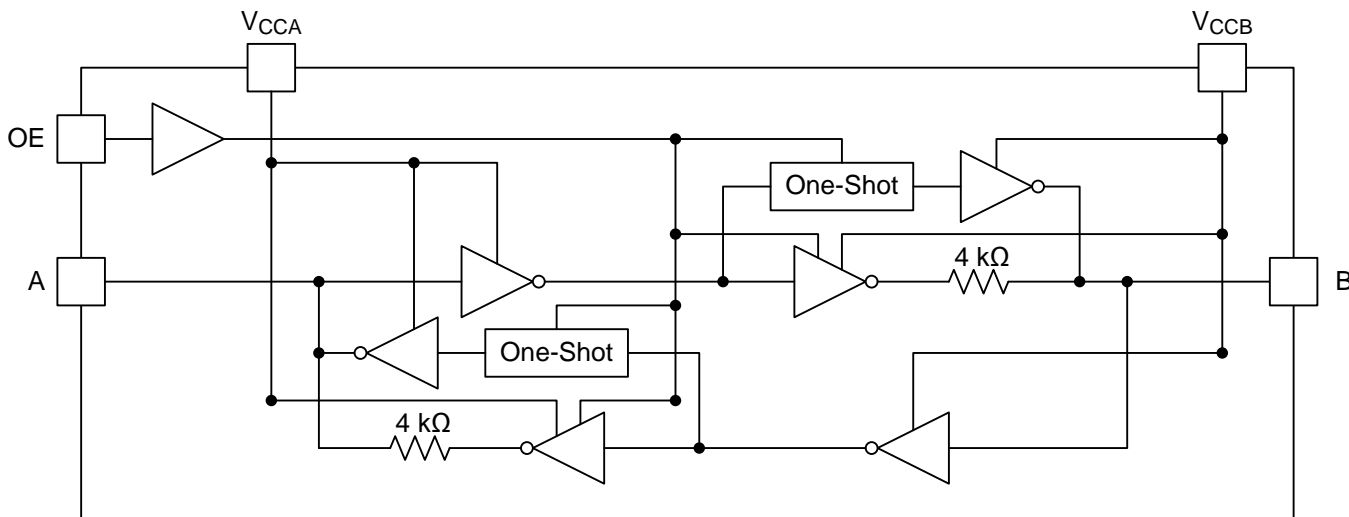 VCCA
VCCB
OE
One-Shot
A
4 kΩ
B
One-Shot
4 kΩ